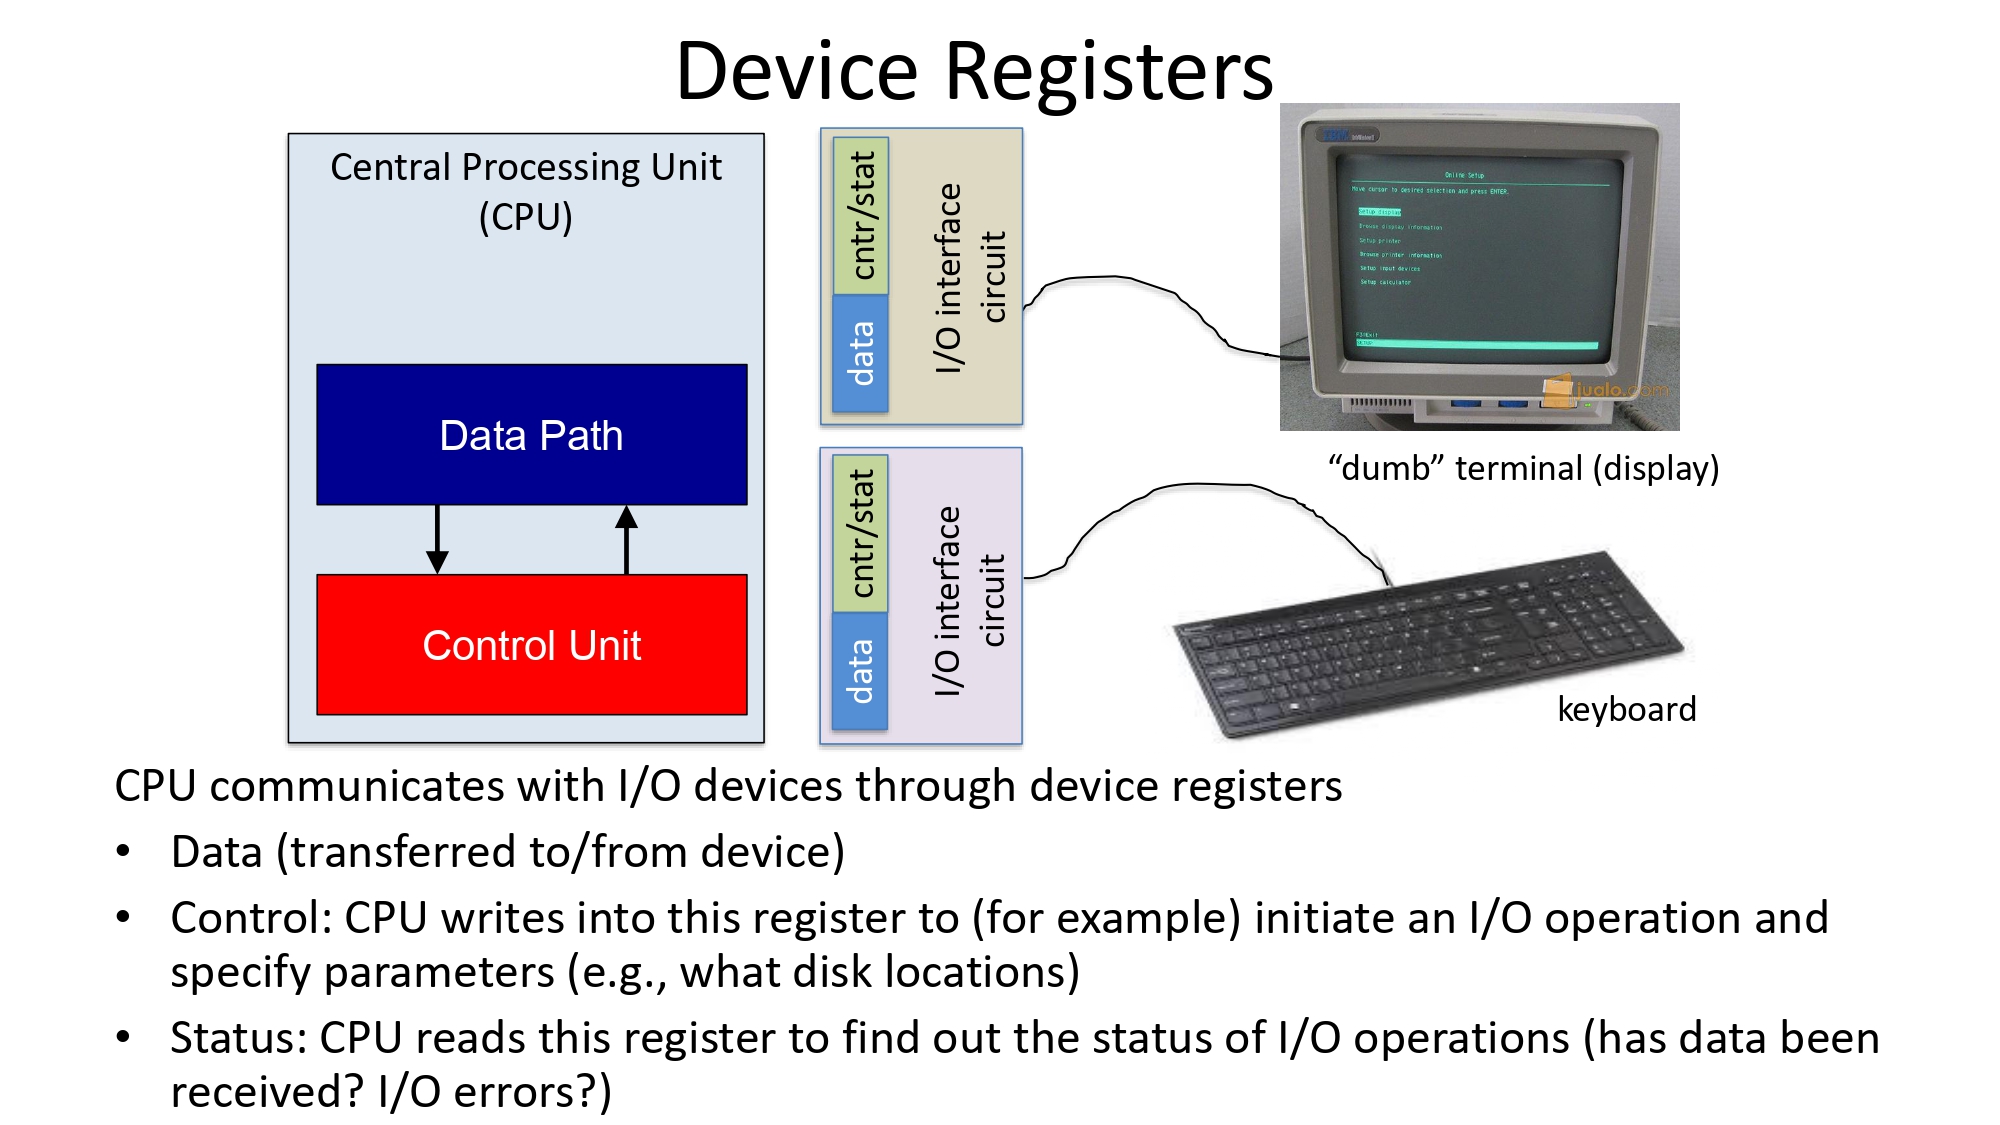 Device Registers
Central Processing Unit
(CPU)
Data Path
Control Unit
cntr/stat
data
I/O interface
circuit
cntr/stat
data
I/O interface
circuit
IBM
Online Setup
Move cursor to desired selection and press ENTER.
Setup display
Browse display information
Setup printer
Browse printer information
Setup input devices
Setup calculator
jualo.com
“dumb” terminal (display)
keyboard
CPU communicates with I/O devices through device registers
• Data (transferred to/from device)
• Control: CPU writes into this register to (for example) initiate an I/O operation and
specify parameters (e.g., what disk locations)
• Status: CPU reads this register to find out the status of I/O operations (has data been
received? I/O errors?)